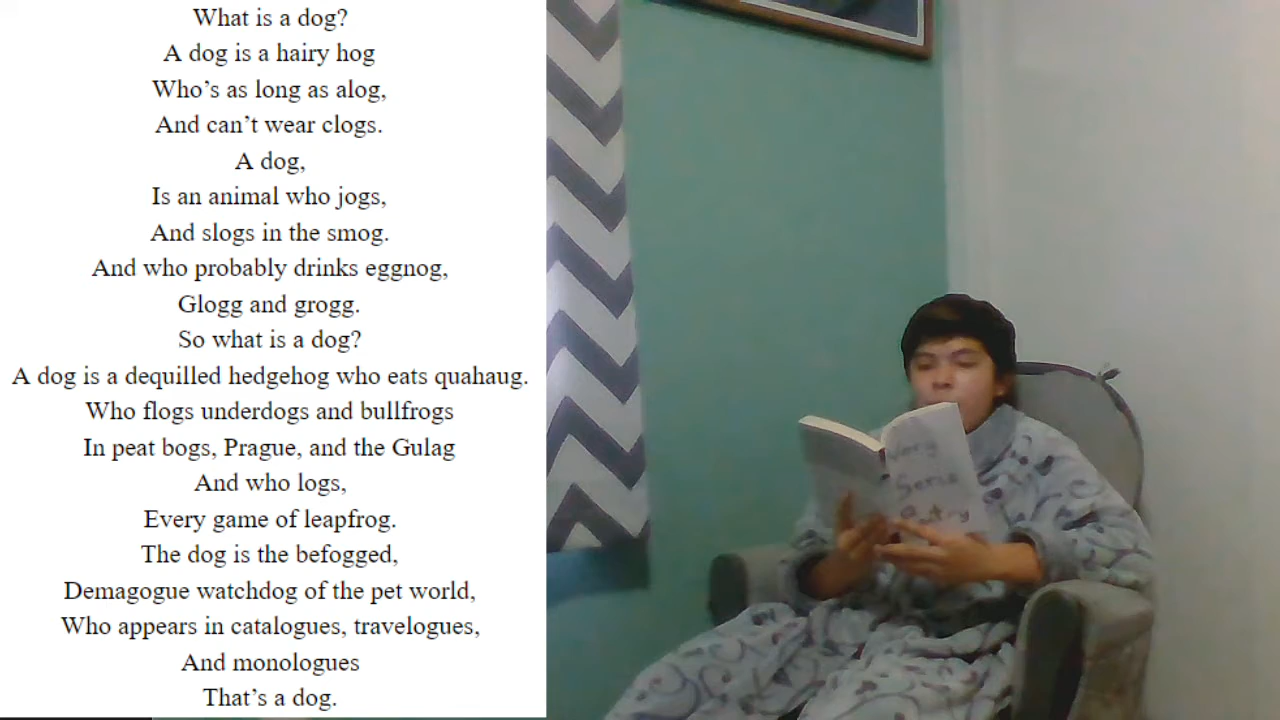 What is a dog?
A dog is a hairy hog
Who’s as long as alog,
And can’t wear clogs.
A dog,
Is an animal who jogs,
And slogs in the smog.
And who probably drinks eggnog,
Glogg and grogg.
So what is a dog?
A dog is a dequilled hedgehog who eats quahaug.
Who flogs underdogs and bullfrogs
In peat bogs, Prague, and the Gulag
And who logs,
Every game of leapfrog.
The dog is the befogged,
Demagogue watchdog of the pet world,
Who appears in catalogues, travelogues,
And monologues
That’s a dog.
Very